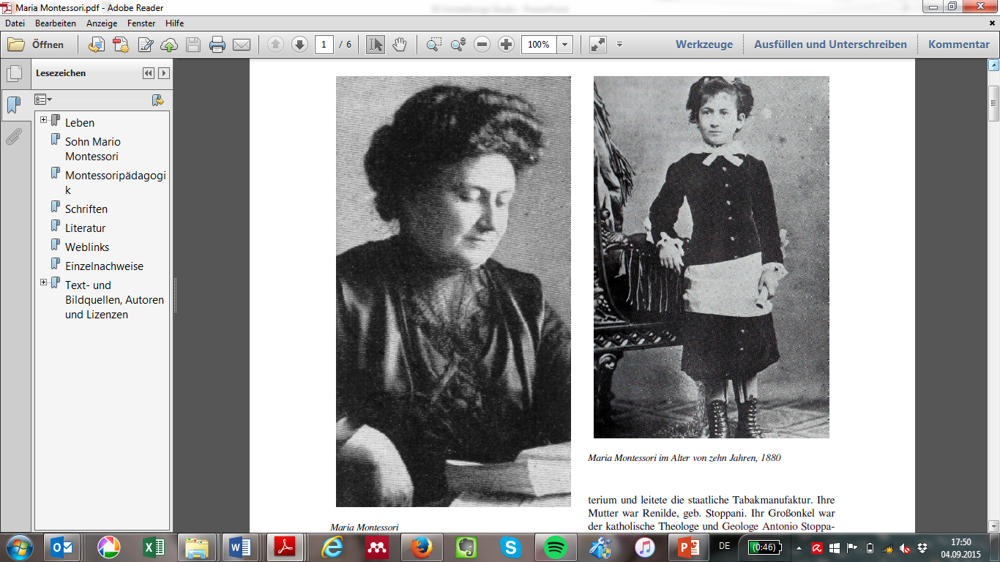 Maria Montessori.pdf - Adobe Reader
Datei Bearbeiten Anzeige Fenster Hilfe
Öffnen 1 / 6 100% Werkzeuge Ausfüllen und Unterschreiben Kommentar
Lesezeichen
Leben
Sohn Mario
Montessori
Montessoripädagogi
k
Schriften
Literatur
Weblinks
Einzelnachweise
Text- und
Bildquellen, Autoren
und Lizenzen
Maria Montessori
Maria Montessori im Alter von zehn Jahren, 1880
terium und leitete die staatliche Tabakmanufaktur. Ihre
Mutter war Renilde, geb. Stoppani. Ihr Großonkel war
der katholische Theologe und Geologe Antonio Stoppa-
DE (0:46) 17:50
04.09.2015